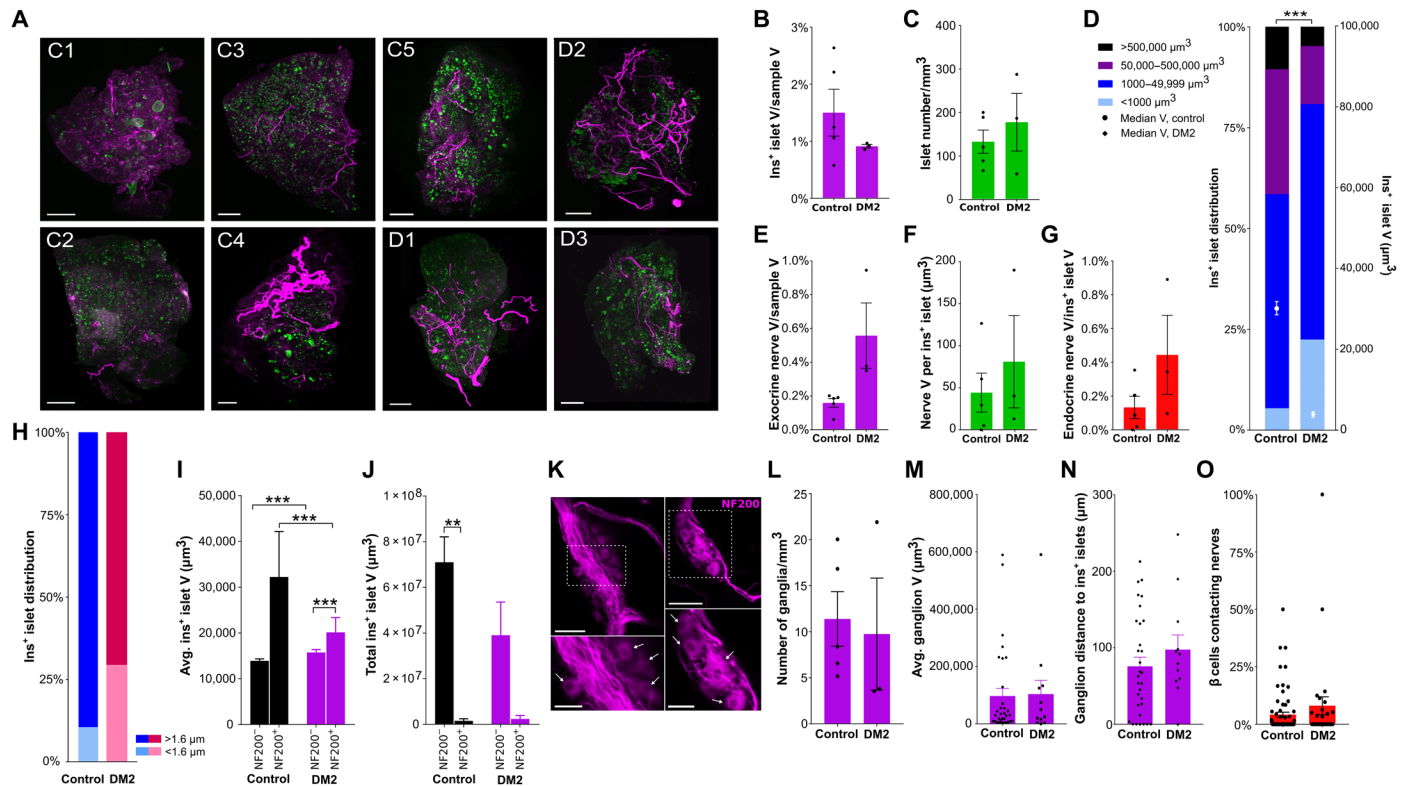 A
C1
C3
C5
D2
C2
C4
D1
D3
B
Ins+ islet V/sample V
3%
2%
1%
0%
Control DM2
C
Islet number/mm3
400
300
200
100
0
Control DM2
D
>500,000 μm3
50,000–500,000 μm3
1000–49,999 μm3
<1000 μm3
Median V, control
Median V, DM2
***
Ins+ islet distribution
100%
75%
25%
0%
Ins+ islet V (μm3)
100,000
80,000
60,000
40,000
20,000
0
Control DM2
E
Exocrine nerve V/sample V
1.0%
0.8%
0.6%
0.4%
0.2%
0.0%
Control DM2
F
Nerve V per ins+ islet (μm3)
200
150
100
50
0
Control DM2
G
Endocrine nerve V/ins+ islet V
1.0%
0.8%
0.6%
0.4%
0.2%
0.0%
Control DM2
H
Ins+ islet distribution
100%
75%
50%
25%
0%
Control DM2
>1.6 μm
<1.6 μm
I
Avg. ins+ islet V (μm3)
50,000
40,000
30,000
20,000
10,000
0
***
***
***
NF200−
NF200+
NF200−
NF200+
Control DM2
J
Total ins+ islet V (μm3)
1 × 108
8 × 107
6 × 107
4 × 107
2 × 107
0
**
NF200−
NF200+
NF200−
NF200+
Control DM2
K
NF200
L
Number of ganglia/mm3
25
20
15
10
5
0
Control DM2
M
Avg. ganglion V (μm3)
800,000
600,000
400,000
200,000
0
Control DM2
N
Ganglion distance to ins+ islets (μm)
300
200
100
0
Control DM2
O
β cells contacting nerves
100%
75%
50%
25%
0%
Control DM2